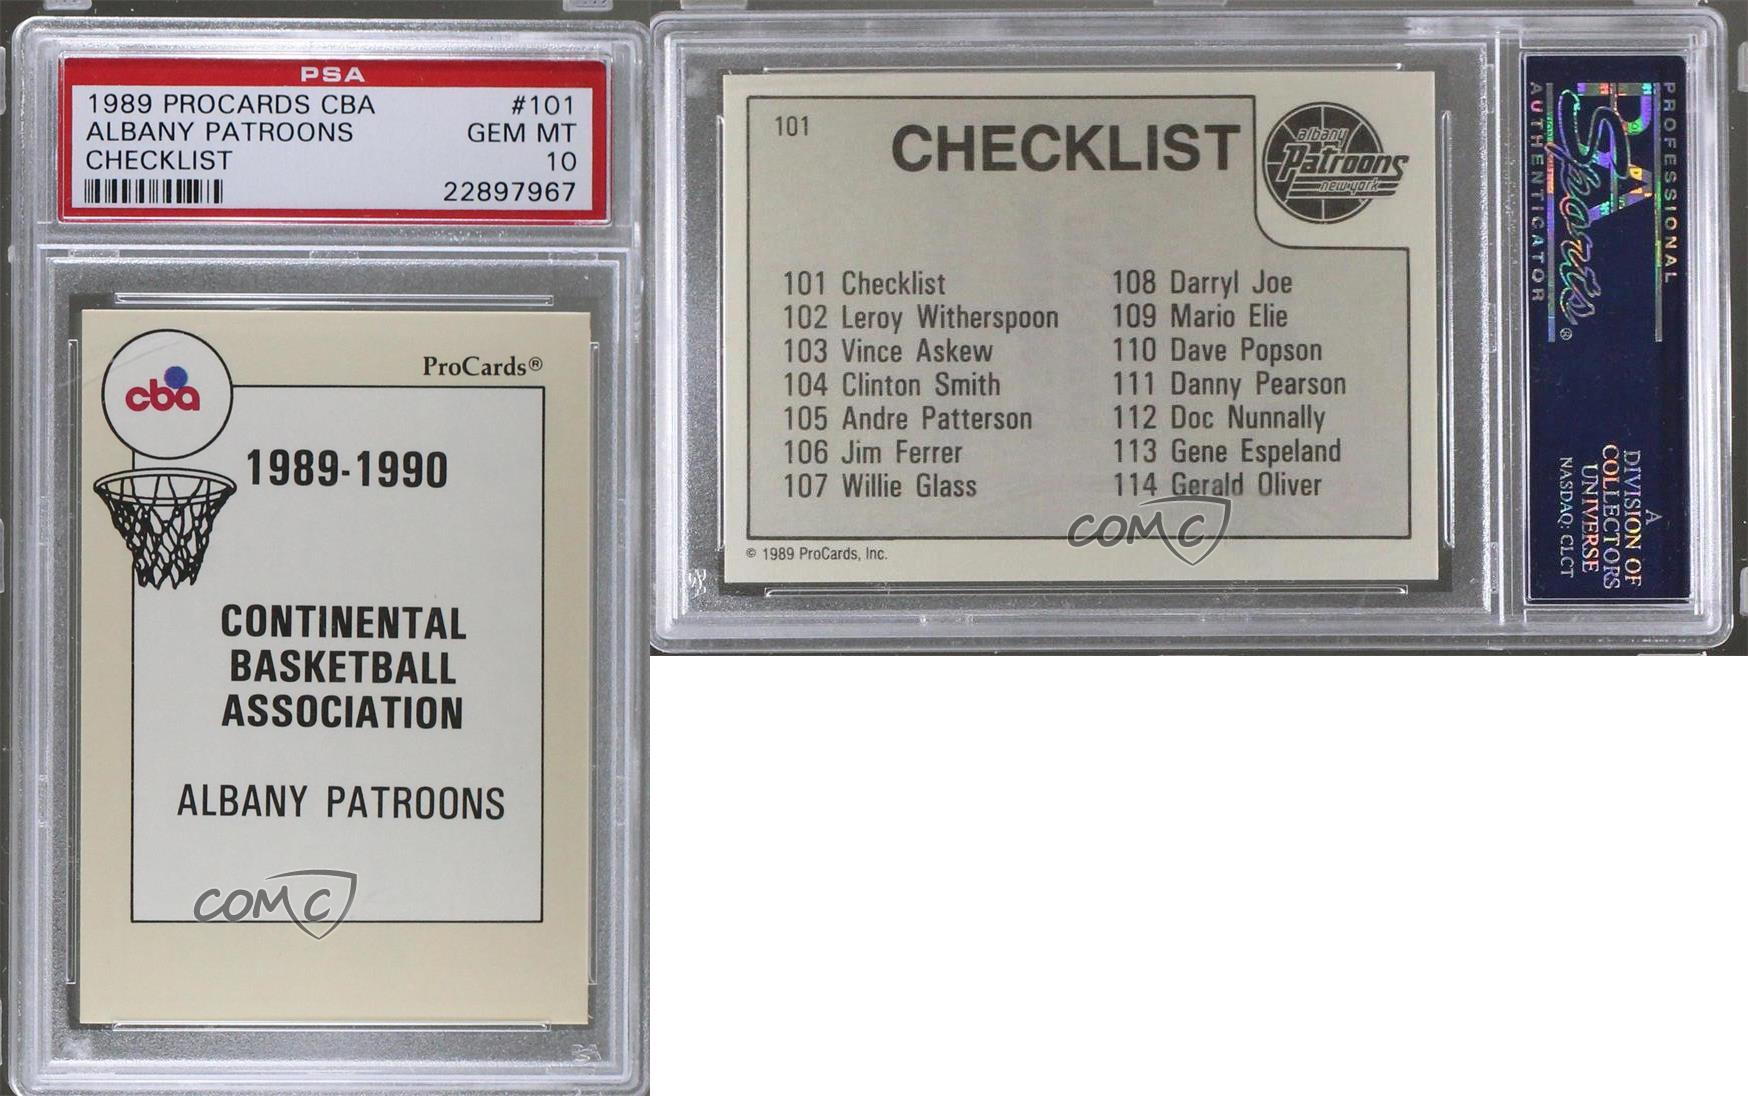 PSA
1989 PROCARDS CBA #101
ALBANY PATROONS GEM MT
CHECKLIST 10
22897967
cba
ProCards®
1989-1990
CONTINENTAL
BASKETBALL
ASSOCIATION
ALBANY PATROONS
COMC
101
CHECKLIST
albany
Patroons
new york
101 Checklist
102 Leroy Witherspoon
103 Vince Askew
104 Clinton Smith
105 Andre Patterson
106 Jim Ferrer
107 Willie Glass
108 Darryl Joe
109 Mario Elie
110 Dave Popson
111 Danny Pearson
112 Doc Nunnally
113 Gene Espeland
114 Gerald Oliver
COMC
© 1989 ProCards, Inc.
PROFESSIONAL
Sports
®
AUTHENTICATOR
PSA
A
DIVISION OF
COLLECTORS
UNIVERSE
NASDAQ: CLCT